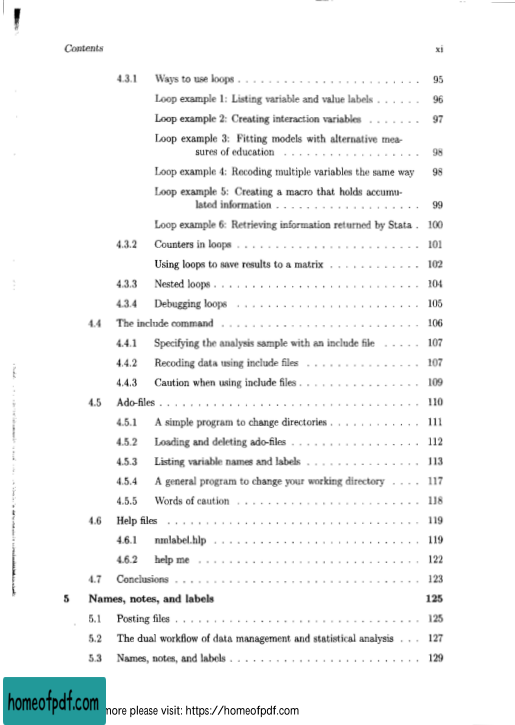 Contents xi
4.3.1 Ways to use loops . . . . . . . . . . . . . . . . . . . . . . . . 95
Loop example 1: Listing variable and value labels . . . . . . 96
Loop example 2: Creating interaction variables . . . . . . . 97
Loop example 3: Fitting models with alternative mea-
sures of education . . . . . . . . . . . . . . . . . . 98
Loop example 4: Recoding multiple variables the same way 98
Loop example 5: Creating a macro that holds accumu-
lated information . . . . . . . . . . . . . . . . . . . 99
Loop example 6: Retrieving information returned by Stata . 100
4.3.2 Counters in loops . . . . . . . . . . . . . . . . . . . . . . . . 101
Using loops to save results to a matrix . . . . . . . . . . . . 102
4.3.3 Nested loops . . . . . . . . . . . . . . . . . . . . . . . . . . . 104
4.3.4 Debugging loops . . . . . . . . . . . . . . . . . . . . . . . . 105
4.4 The include command . . . . . . . . . . . . . . . . . . . . . . . . . . 106
4.4.1 Specifying the analysis sample with an include file . . . . . 107
4.4.2 Recoding data using include files . . . . . . . . . . . . . . . 107
4.4.3 Caution when using include files . . . . . . . . . . . . . . . . 109
4.5 Ado-files . . . . . . . . . . . . . . . . . . . . . . . . . . . . . . . . . . 110
4.5.1 A simple program to change directories . . . . . . . . . . . . 111
4.5.2 Loading and deleting ado-files . . . . . . . . . . . . . . . . . 112
4.5.3 Listing variable names and labels . . . . . . . . . . . . . . . 113
4.5.4 A general program to change your working directory . . . . 117
4.5.5 Words of caution . . . . . . . . . . . . . . . . . . . . . . . . 118
4.6 Help files . . . . . . . . . . . . . . . . . . . . . . . . . . . . . . . . . 119
4.6.1 nmlabel.hlp . . . . . . . . . . . . . . . . . . . . . . . . . . . 119
4.6.2 help me . . . . . . . . . . . . . . . . . . . . . . . . . . . . . 122
4.7 Conclusions . . . . . . . . . . . . . . . . . . . . . . . . . . . . . . . . 123
5 Names, notes, and labels 125
5.1 Posting files . . . . . . . . . . . . . . . . . . . . . . . . . . . . . . . . 125
5.2 The dual workflow of data management and statistical analysis . . . 127
5.3 Names, notes, and labels . . . . . . . . . . . . . . . . . . . . . . . . . 129
homeofpdf.com more please visit: https://homeofpdf.com